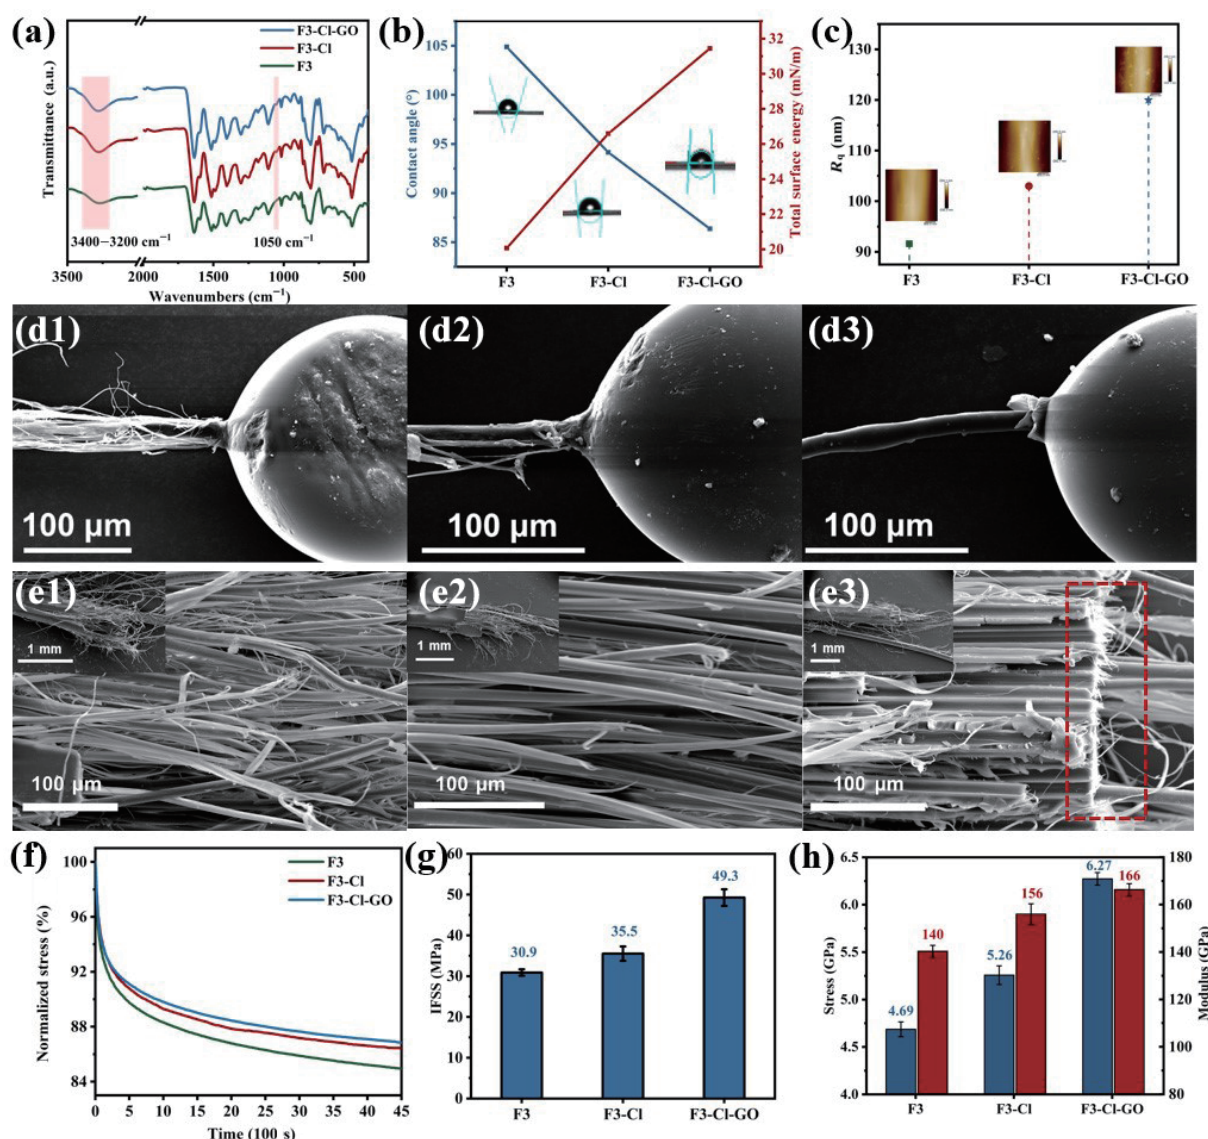 (a)
F3-Cl-GO
F3-Cl
F3
Transmittance (a.u.)
3400−3200 cm⁻¹
1050 cm⁻¹
3500
2000
1500
1000
500
Wavenumbers (cm⁻¹)
(b)
105
100
95
90
85
Contact angle (°)
32
30
28
26
24
22
20
Total surface energy (mN/m)
F3
F3-Cl
F3-Cl-GO
(c)
130
120
110
100
90
Rq (nm)
F3
F3-Cl
F3-Cl-GO
(d1)
100 µm
(d2)
100 µm
(d3)
100 µm
(e1)
1 mm
100 µm
(e2)
1 mm
100 µm
(e3)
1 mm
100 µm
(f)
F3
F3-Cl
F3-Cl-GO
100
96
92
88
84
Normalized stress (%)
0 5 10 15 20 25 30 35 40 45
Time (100 s)
(g)
60
50
40
30
20
10
0
IFSS (MPa)
30.9
35.5
49.3
F3
F3-Cl
F3-Cl-GO
(h)
6.5
6.0
5.5
5.0
4.5
4.0
Stress (GPa)
4.69
140
5.26
156
6.27
166
180
160
140
120
100
80
Modulus (GPa)
F3
F3-Cl
F3-Cl-GO